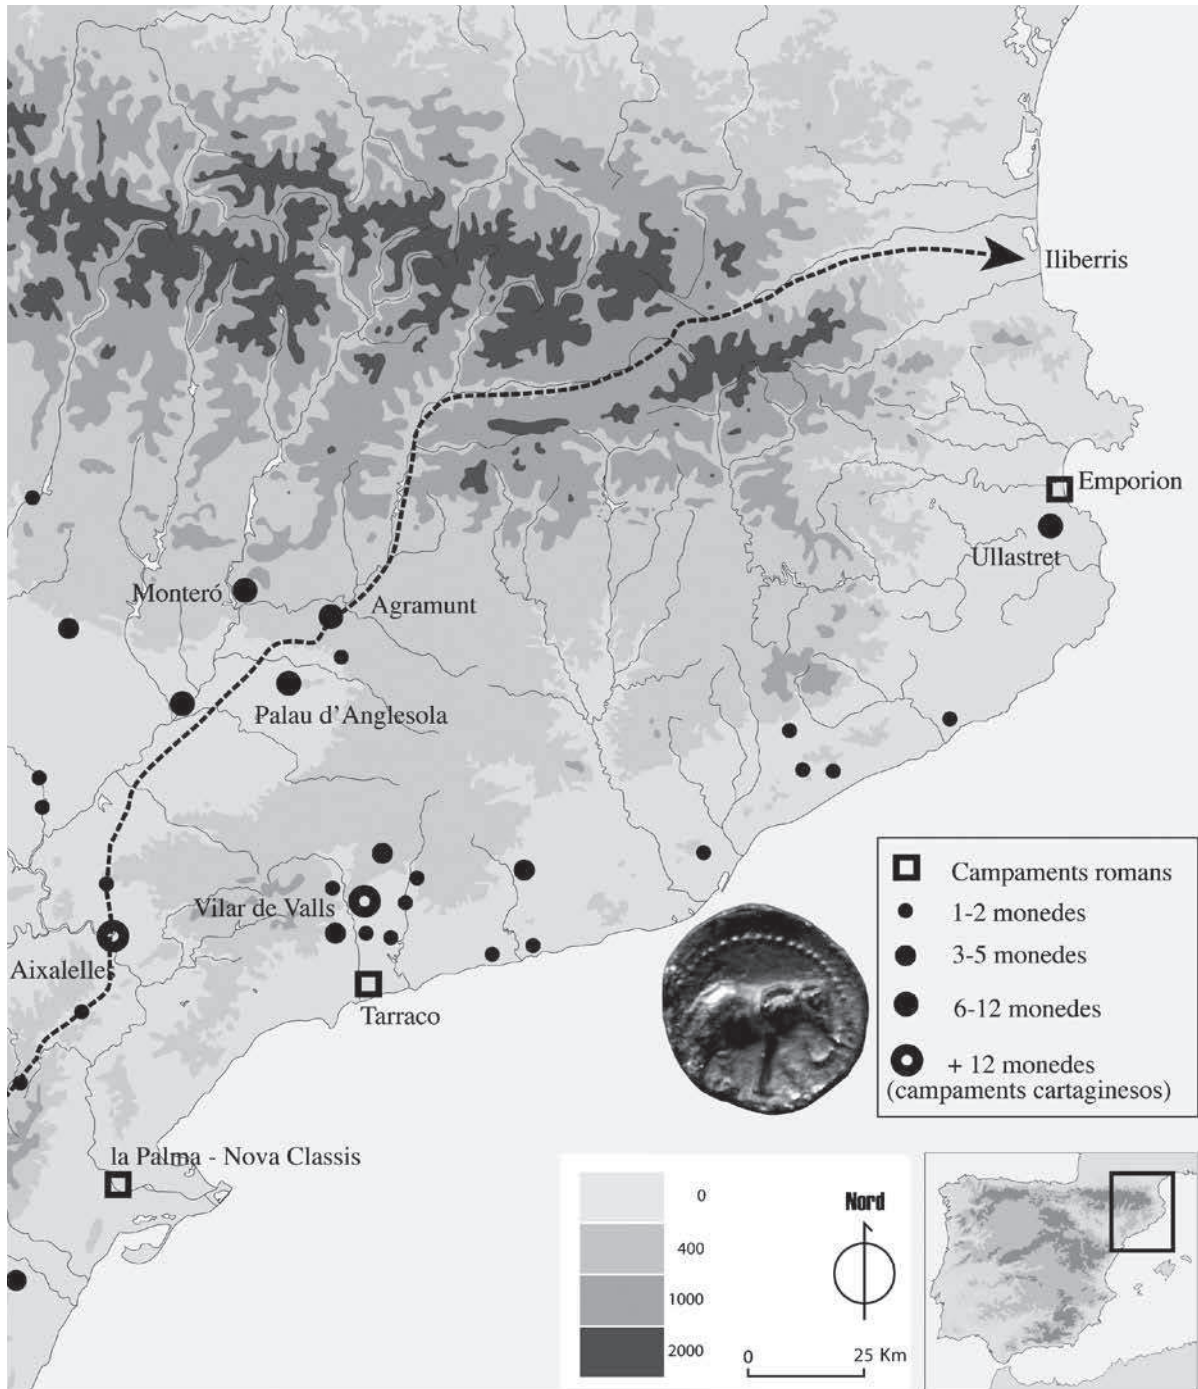 Iliberris
Emporion
Ullastret
Monteró
Agramunt
Palau d'Anglesola
Vilar de Valls
Aixalelles
Tarraco
la Palma - Nova Classis
Campaments romans
1-2 monedes
3-5 monedes
6-12 monedes
+ 12 monedes
(campaments cartaginesos)
0
400
1000
2000
Nord
0 25 Km